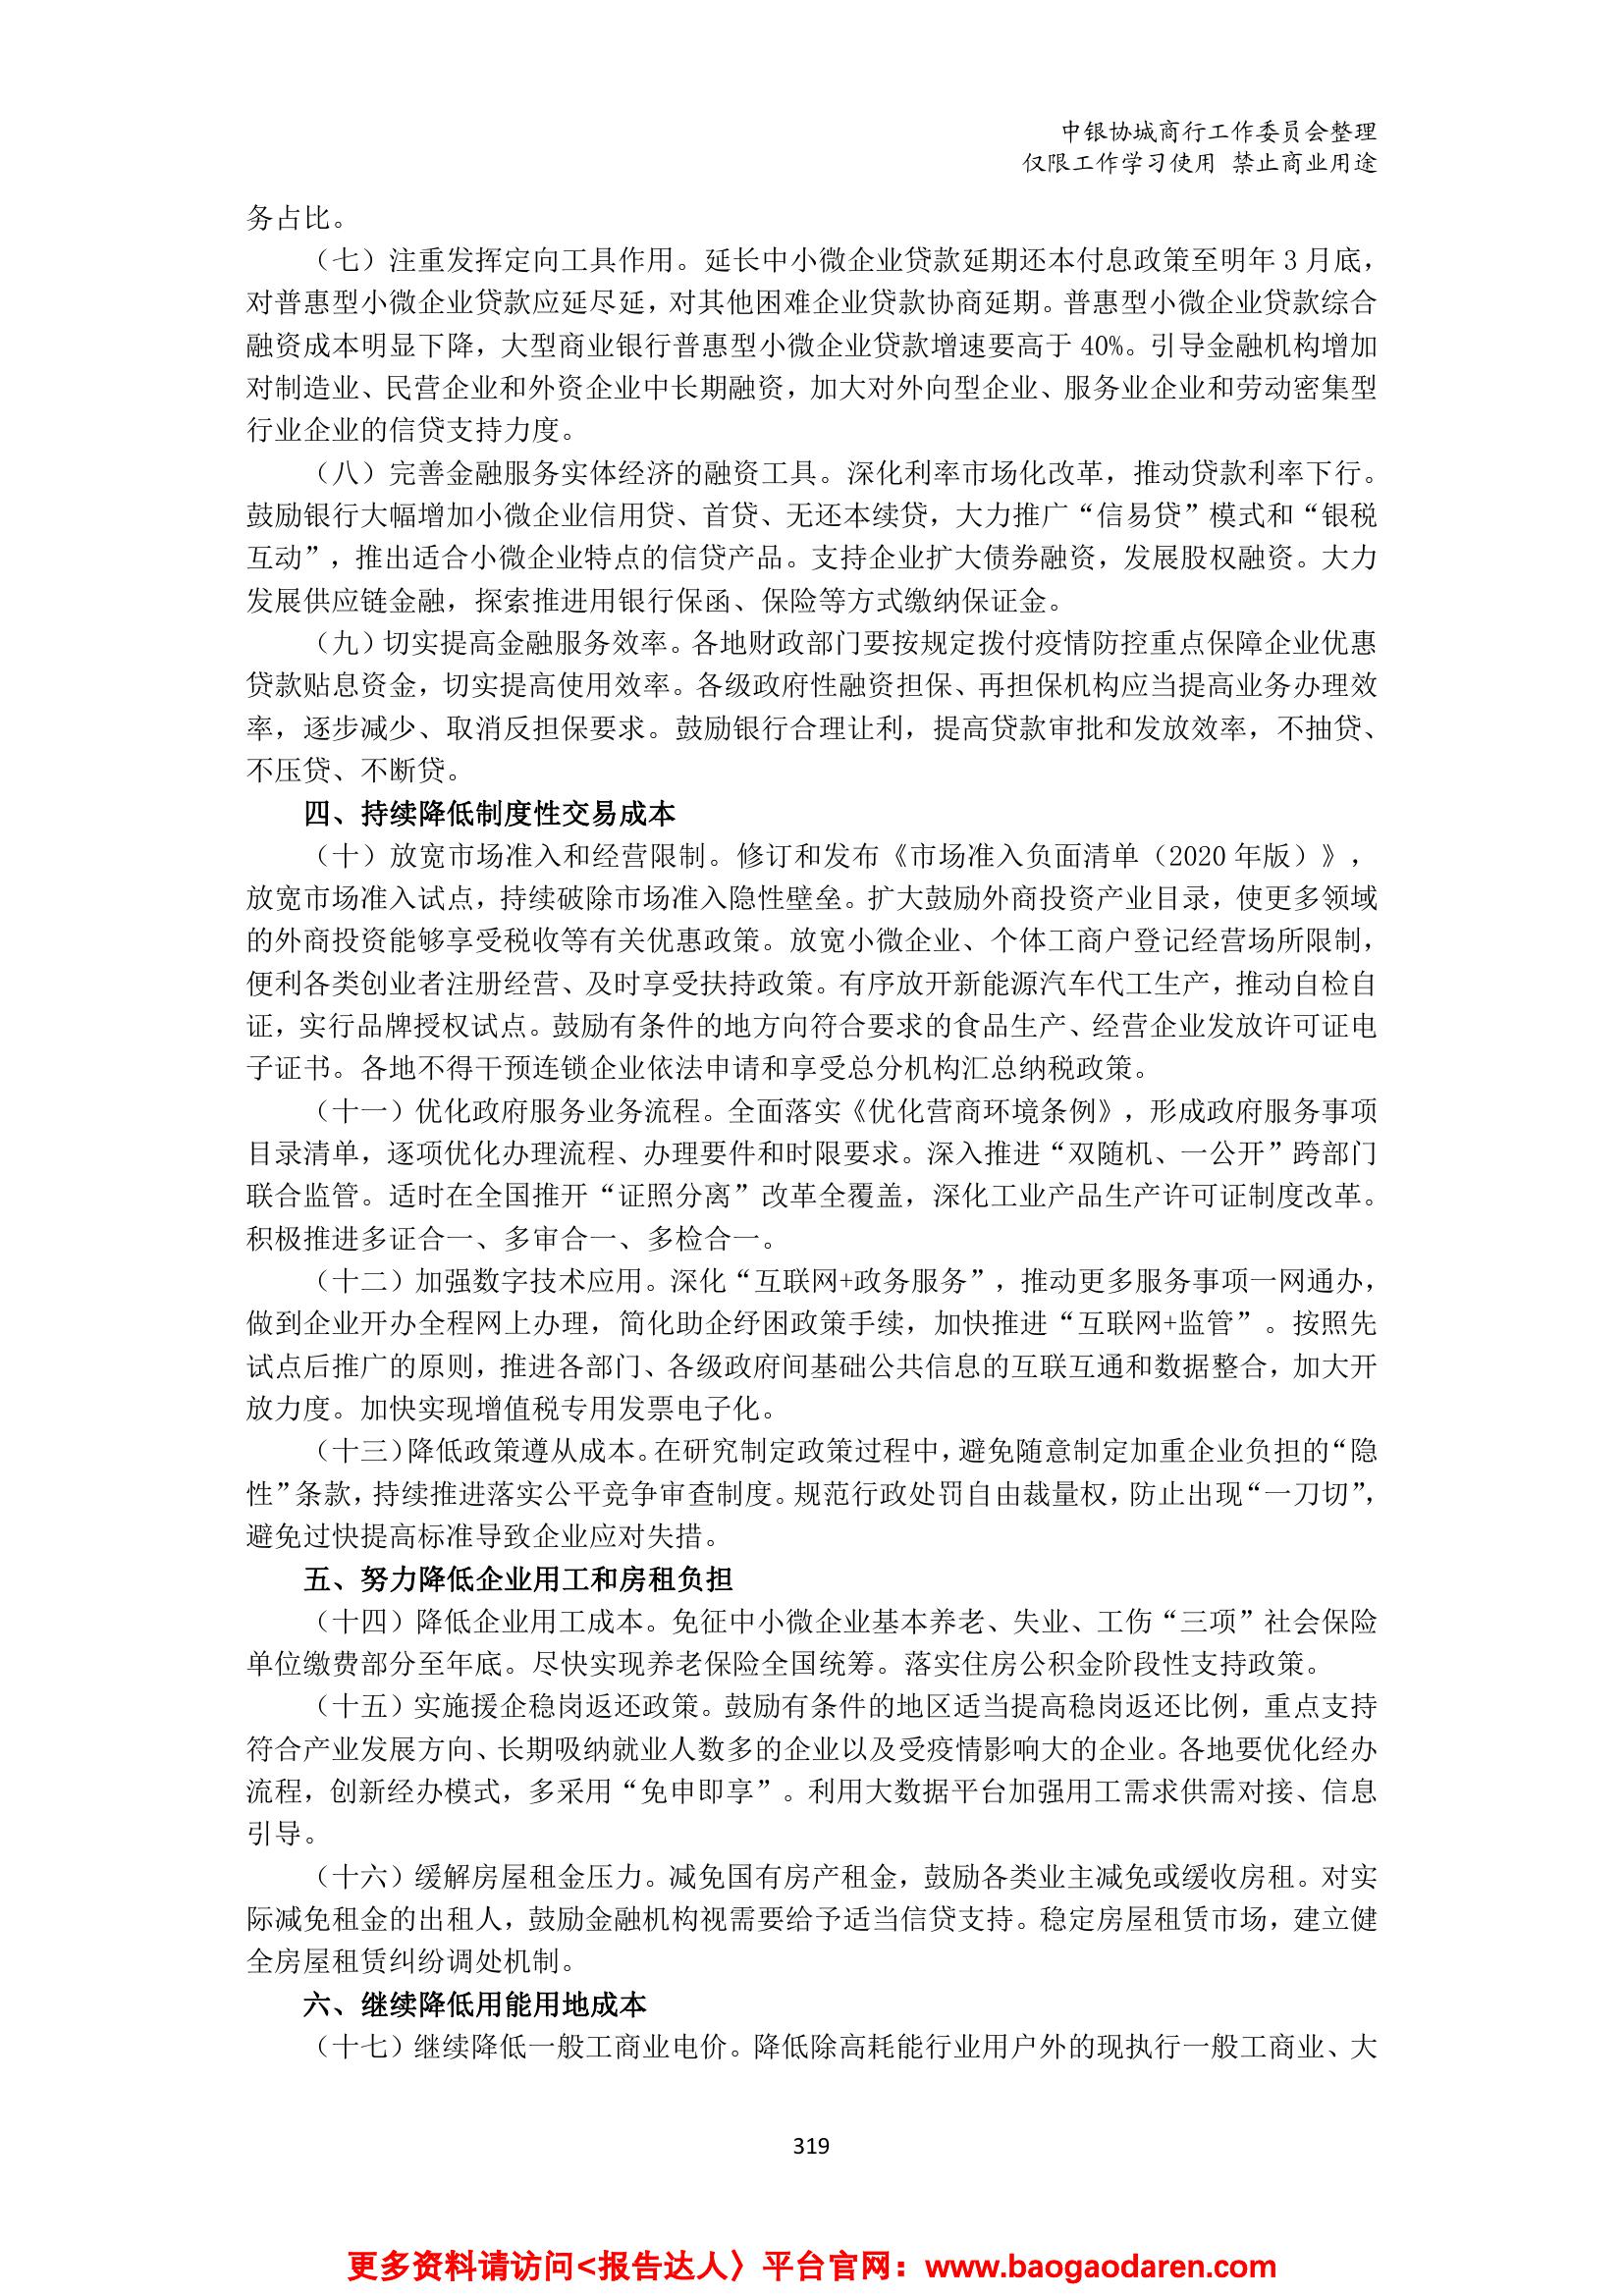 中银协城商行工作委员会整理
仅限工作学习使用 禁止商业用途
务占比。
（七）注重发挥定向工具作用。延长中小微企业贷款延期还本付息政策至明年 3 月底，
对普惠型小微企业贷款应延尽延，对其他困难企业贷款协商延期。普惠型小微企业贷款综合
融资成本明显下降，大型商业银行普惠型小微企业贷款增速要高于 40%。引导金融机构增加
对制造业、民营企业和外资企业中长期融资，加大对外向型企业、服务业企业和劳动密集型
行业企业的信贷支持力度。
（八）完善金融服务实体经济的融资工具。深化利率市场化改革，推动贷款利率下行。
鼓励银行大幅增加小微企业信用贷、首贷、无还本续贷，大力推广“信易贷”模式和“银税
互动”，推出适合小微企业特点的信贷产品。支持企业扩大债券融资，发展股权融资。大力
发展供应链金融，探索推进用银行保函、保险等方式缴纳保证金。
（九）切实提高金融服务效率。各地财政部门要按规定拨付疫情防控重点保障企业优惠
贷款贴息资金，切实提高使用效率。各级政府性融资担保、再担保机构应当提高业务办理效
率，逐步减少、取消反担保要求。鼓励银行合理让利，提高贷款审批和发放效率，不抽贷、
不压贷、不断贷。
四、持续降低制度性交易成本
（十）放宽市场准入和经营限制。修订和发布《市场准入负面清单（2020 年版）》，
放宽市场准入试点，持续破除市场准入隐性壁垒。扩大鼓励外商投资产业目录，使更多领域
的外商投资能够享受税收等有关优惠政策。放宽小微企业、个体工商户登记经营场所限制，
便利各类创业者注册经营、及时享受扶持政策。有序放开新能源汽车代工生产，推动自检自
证，实行品牌授权试点。鼓励有条件的地方向符合要求的食品生产、经营企业发放许可证电
子证书。各地不得干预连锁企业依法申请和享受总分机构汇总纳税政策。
（十一）优化政府服务业务流程。全面落实《优化营商环境条例》，形成政府服务事项
目录清单，逐项优化办理流程、办理要件和时限要求。深入推进“双随机、一公开”跨部门
联合监管。适时在全国推开“证照分离”改革全覆盖，深化工业产品生产许可证制度改革。
积极推进多证合一、多审合一、多检合一。
（十二）加强数字技术应用。深化“互联网+政务服务”，推动更多服务事项一网通办，
做到企业开办全程网上办理，简化助企纾困政策手续，加快推进“互联网+监管”。按照先
试点后推广的原则，推进各部门、各级政府间基础公共信息的互联互通和数据整合，加大开
放力度。加快实现增值税专用发票电子化。
（十三）降低政策遵从成本。在研究制定政策过程中，避免随意制定加重企业负担的“隐
性”条款，持续推进落实公平竞争审查制度。规范行政处罚自由裁量权，防止出现“一刀切”，
避免过快提高标准导致企业应对失措。
五、努力降低企业用工和房租负担
（十四）降低企业用工成本。免征中小微企业基本养老、失业、工伤“三项”社会保险
单位缴费部分至年底。尽快实现养老保险全国统筹。落实住房公积金阶段性支持政策。
（十五）实施援企稳岗返还政策。鼓励有条件的地区适当提高稳岗返还比例，重点支持
符合产业发展方向、长期吸纳就业人数多的企业以及受疫情影响大的企业。各地要优化经办
流程，创新经办模式，多采用“免申即享”。利用大数据平台加强用工需求供需对接、信息
引导。
（十六）缓解房屋租金压力。减免国有房产租金，鼓励各类业主减免或缓收房租。对实
际减免租金的出租人，鼓励金融机构视需要给予适当信贷支持。稳定房屋租赁市场，建立健
全房屋租赁纠纷调处机制。
六、继续降低用能用地成本
（十七）继续降低一般工商业电价。降低除高耗能行业用户外的现执行一般工商业、大
319
更多资料请访问<报告达人〉平台官网：www.baogaodaren.com